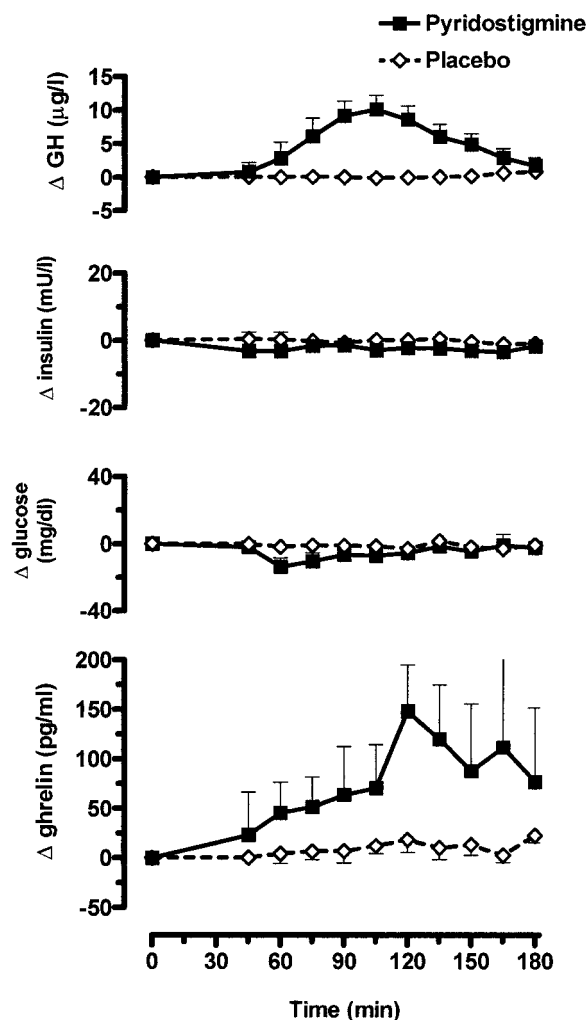 Pyridostigmine
Placebo
Δ GH (μg/l)
15
10
5
0
-5
Δ insulin (mU/l)
20
0
-20
Δ glucose
(mg/dl)
40
0
-40
Δ ghrelin (pg/ml)
200
150
100
50
0
-50
0 30 60 90 120 150 180
Time (min)